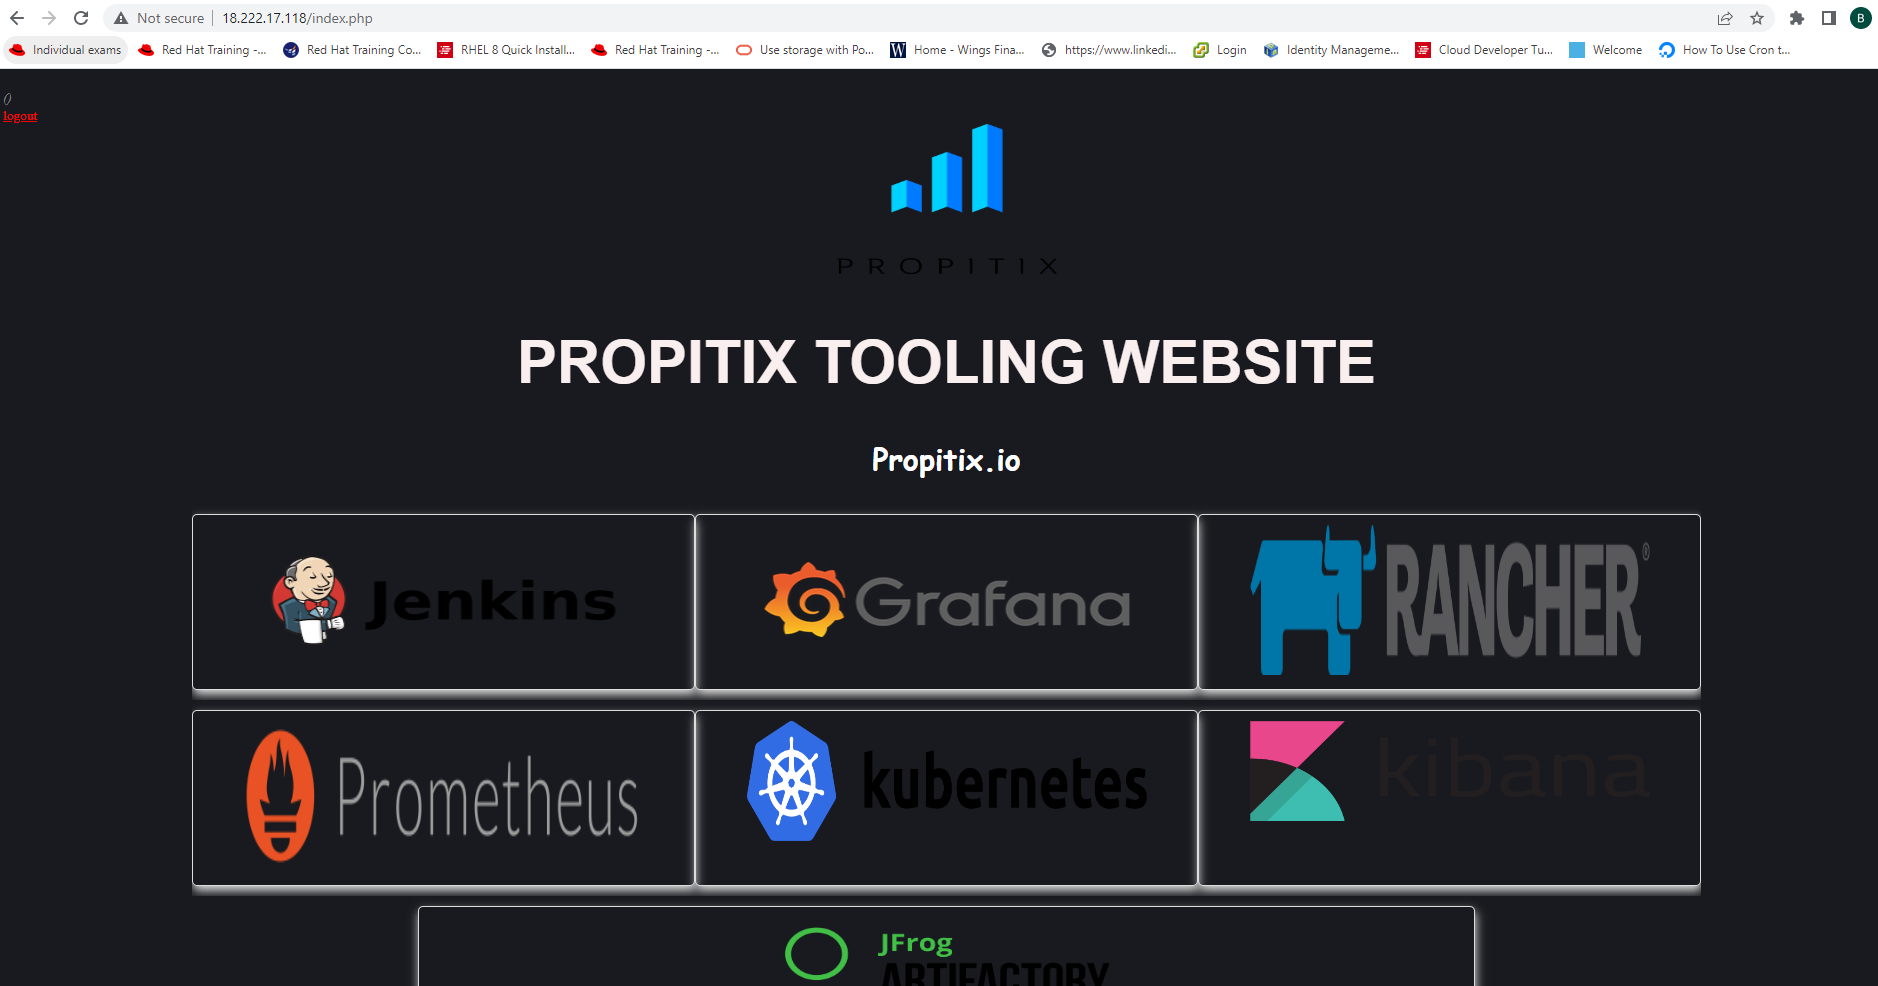 Not secure | 18.222.17.118/index.php
B
Individual exams Red Hat Training -... Red Hat Training Co... RHEL 8 Quick Install... Red Hat Training -... Use storage with Po... W Home - Wings Fina... https://www.linkedi... Login Identity Manageme... Cloud Developer Tu... Welcome How To Use Cron t...
()
logout
PROPITIX
PROPITIX TOOLING WEBSITE
Propitix.io
Jenkins Grafana RANCHER®
Prometheus kubernetes kibana
JFrog
ARTIFACTORY